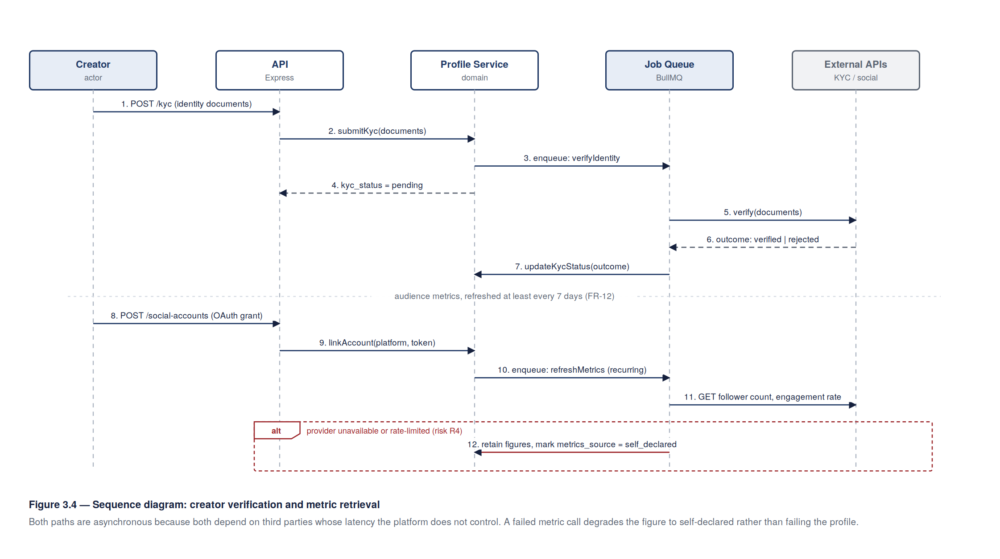 Creator
actor
API
Express
Profile Service
domain
Job Queue
BullMQ
External APIs
KYC / social
1. POST /kyc (identity documents)
2. submitKyc(documents)
3. enqueue: verifyIdentity
4. kyc_status = pending
5. verify(documents)
6. outcome: verified | rejected
7. updateKycStatus(outcome)
audience metrics, refreshed at least every 7 days (FR-12)
8. POST /social-accounts (OAuth grant)
9. linkAccount(platform, token)
10. enqueue: refreshMetrics (recurring)
11. GET follower count, engagement rate
alt
provider unavailable or rate-limited (risk R4)
12. retain figures, mark metrics_source = self_declared
Figure 3.4 — Sequence diagram: creator verification and metric retrieval
Both paths are asynchronous because both depend on third parties whose latency the platform does not control. A failed metric call degrades the figure to self-declared rather than failing the profile.